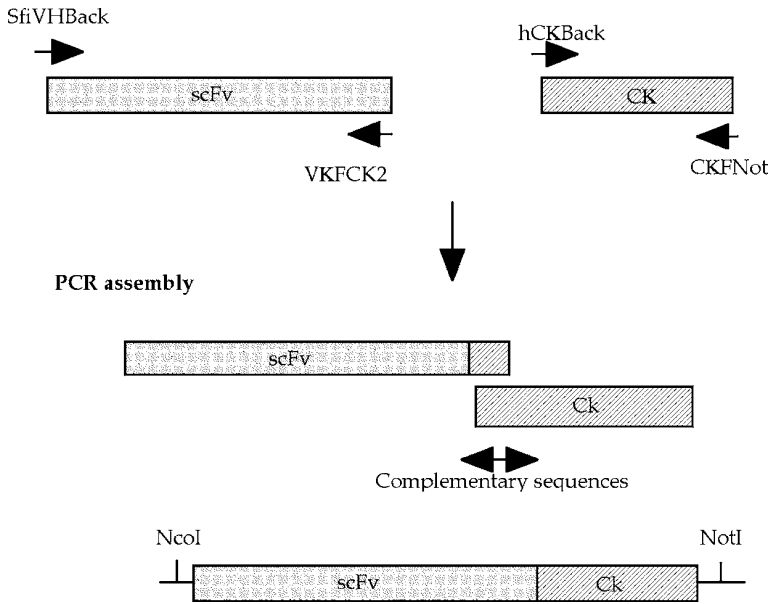 SfiVHBack
hCKBack
scFv
CK
VKFCK2
CKFNot
PCR assembly
scFv
Ck
Complementary sequences
NcoI
NotI
scFv
Ck